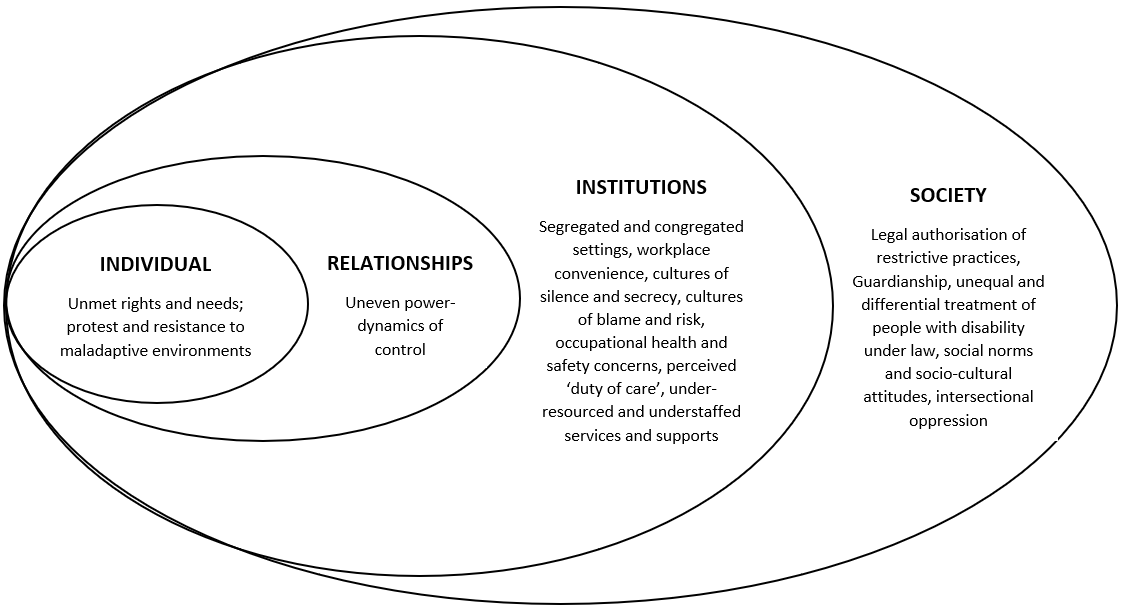 INDIVIDUAL
Unmet rights and needs;
protest and resistance to
maladaptive environments
RELATIONSHIPS
Uneven power-
dynamics of
control
INSTITUTIONS
Segregated and congregated
settings, workplace
convenience, cultures of
silence and secrecy, cultures
of blame and risk,
occupational health and
safety concerns, perceived
‘duty of care’, under-
resourced and understaffed
services and supports
SOCIETY
Legal authorisation of
restrictive practices,
Guardianship, unequal and
differential treatment of
people with disability
under law, social norms
and socio-cultural
attitudes, intersectional
oppression